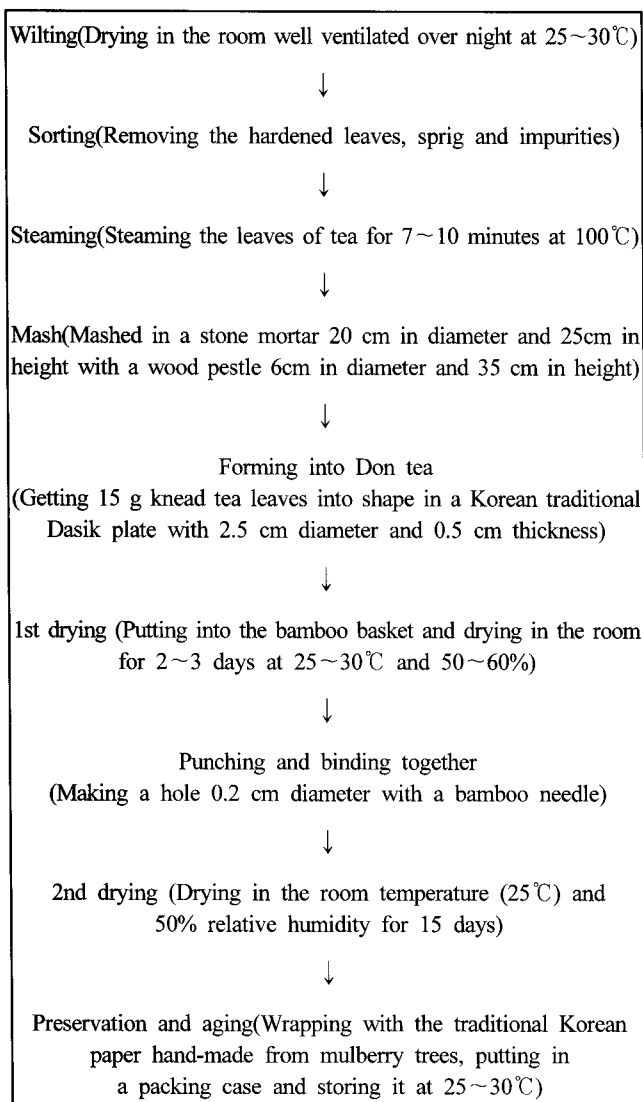 Wilting(Drying in the room well ventilated over night at 25~30℃)
↓
Sorting(Removing the hardened leaves, sprig and impurities)
↓
Steaming(Steaming the leaves of tea for 7~10 minutes at 100℃)
↓
Mash(Mashed in a stone mortar 20 cm in diameter and 25cm in
height with a wood pestle 6cm in diameter and 35 cm in height)
↓
Forming into Don tea
(Getting 15 g knead tea leaves into shape in a Korean traditional
Dasik plate with 2.5 cm diameter and 0.5 cm thickness)
↓
1st drying (Putting into the bamboo basket and drying in the room
for 2~3 days at 25~30℃ and 50~60%)
↓
Punching and binding together
(Making a hole 0.2 cm diameter with a bamboo needle)
↓
2nd drying (Drying in the room temperature (25℃) and
50% relative humidity for 15 days)
↓
Preservation and aging(Wrapping with the traditional Korean
paper hand-made from mulberry trees, putting in
a packing case and storing it at 25~30℃)